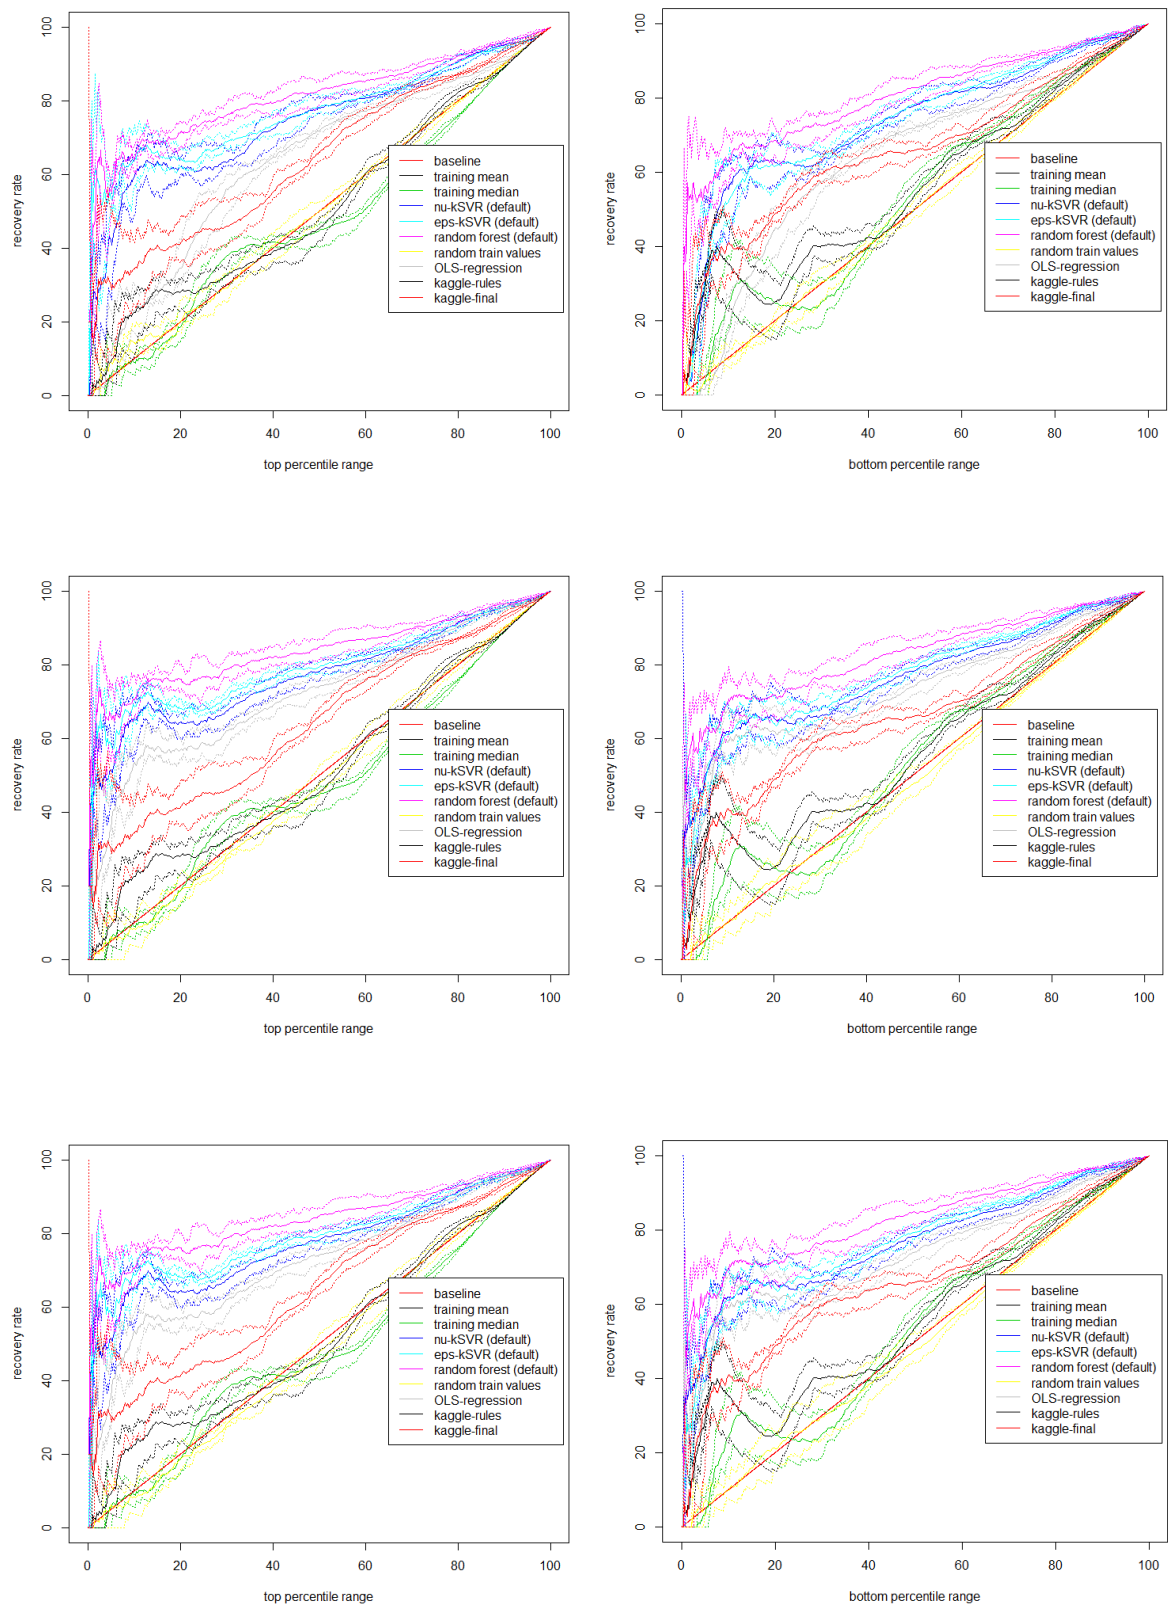 100
80
60
40
20
0
recovery rate
baseline
training mean
training median
nu-kSVR (default)
eps-kSVR (default)
random forest (default)
random train values
OLS-regression
kaggle-rules
kaggle-final
0 20 40 60 80 100
top percentile range
100
80
60
40
20
0
recovery rate
baseline
training mean
training median
nu-kSVR (default)
eps-kSVR (default)
random forest (default)
random train values
OLS-regression
kaggle-rules
kaggle-final
0 20 40 60 80 100
bottom percentile range
100
80
60
40
20
0
recovery rate
baseline
training mean
training median
nu-kSVR (default)
eps-kSVR (default)
random forest (default)
random train values
OLS-regression
kaggle-rules
kaggle-final
0 20 40 60 80 100
top percentile range
100
80
60
40
20
0
recovery rate
baseline
training mean
training median
nu-kSVR (default)
eps-kSVR (default)
random forest (default)
random train values
OLS-regression
kaggle-rules
kaggle-final
0 20 40 60 80 100
bottom percentile range
100
80
60
40
20
0
recovery rate
baseline
training mean
training median
nu-kSVR (default)
eps-kSVR (default)
random forest (default)
random train values
OLS-regression
kaggle-rules
kaggle-final
0 20 40 60 80 100
top percentile range
100
80
60
40
20
0
recovery rate
baseline
training mean
training median
nu-kSVR (default)
eps-kSVR (default)
random forest (default)
random train values
OLS-regression
kaggle-rules
kaggle-final
0 20 40 60 80 100
bottom percentile range